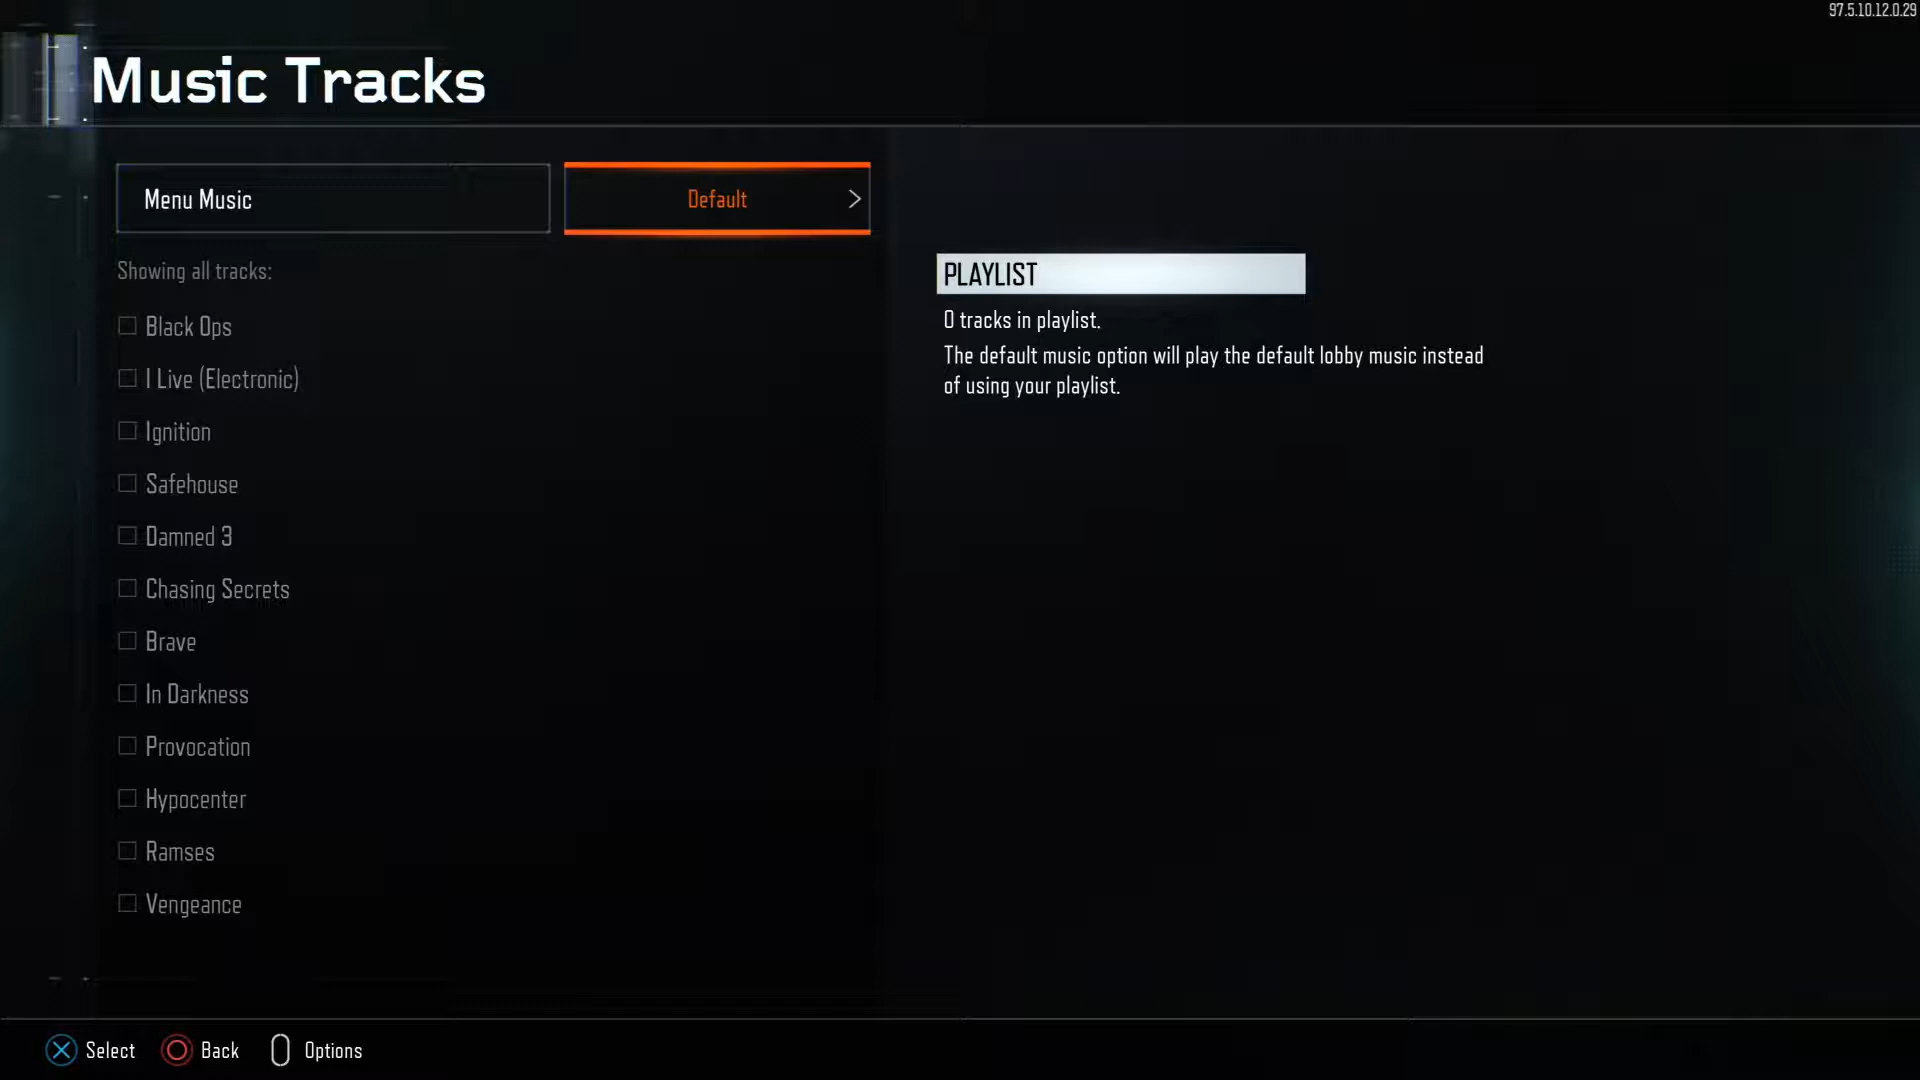 97.5.10.12.0.29
Music Tracks
Menu Music
Default
Showing all tracks:
Black Ops
I Live (Electronic)
Ignition
Safehouse
Damned 3
Chasing Secrets
Brave
In Darkness
Provocation
Hypocenter
Ramses
Vengeance
PLAYLIST
0 tracks in playlist.
The default music option will play the default lobby music instead
of using your playlist.
Select
Back
Options